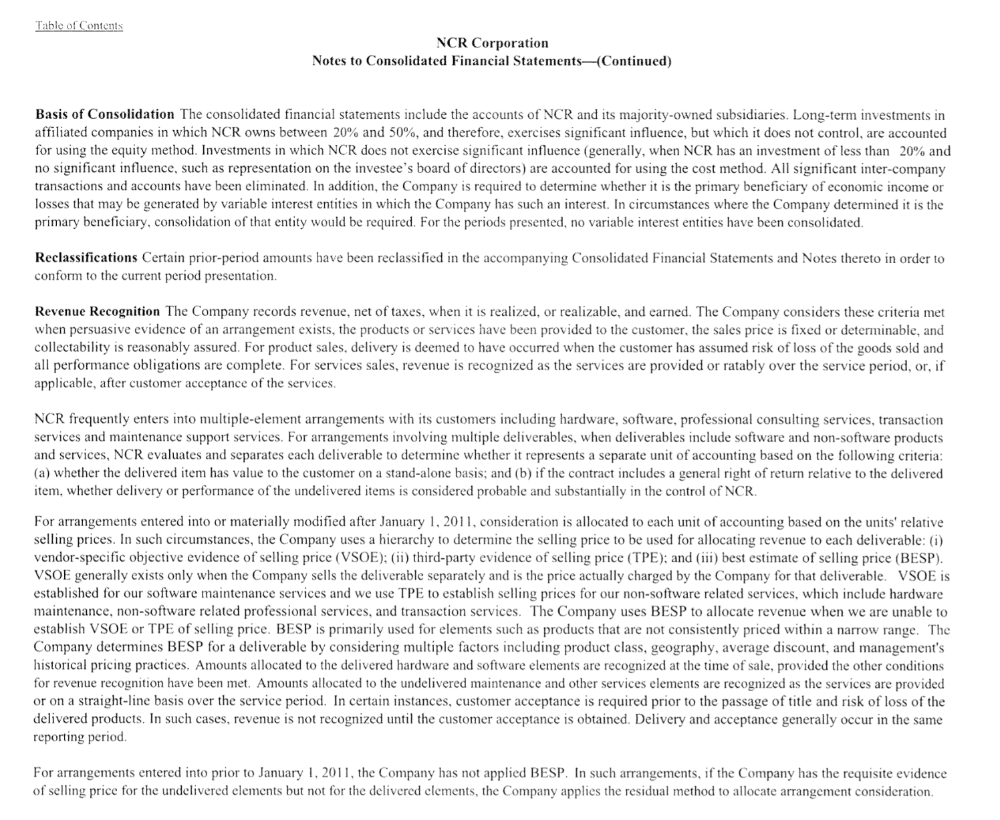 Table of Contents
NCR Corporation
Notes to Consolidated Financial Statements—(Continued)
Basis of Consolidation The consolidated financial statements include the accounts of NCR and its majority-owned subsidiaries. Long-term investments in
affiliated companies in which NCR owns between 20% and 50%, and therefore, exercises significant influence, but which it does not control, are accounted
for using the equity method. Investments in which NCR does not exercise significant influence (generally, when NCR has an investment of less than 20% and
no significant influence, such as representation on the investee's board of directors) are accounted for using the cost method. All significant inter-company
transactions and accounts have been eliminated. In addition, the Company is required to determine whether it is the primary beneficiary of economic income or
losses that may be generated by variable interest entities in which the Company has such an interest. In circumstances where the Company determined it is the
primary beneficiary, consolidation of that entity would be required. For the periods presented, no variable interest entities have been consolidated.
Reclassifications Certain prior-period amounts have been reclassified in the accompanying Consolidated Financial Statements and Notes thereto in order to
conform to the current period presentation.
Revenue Recognition The Company records revenue, net of taxes, when it is realized, or realizable, and earned. The Company considers these criteria met
when persuasive evidence of an arrangement exists, the products or services have been provided to the customer, the sales price is fixed or determinable, and
collectability is reasonably assured. For product sales, delivery is deemed to have occurred when the customer has assumed risk of loss of the goods sold and
all performance obligations are complete. For services sales, revenue is recognized as the services are provided or ratably over the service period, or, if
applicable, after customer acceptance of the services.
NCR frequently enters into multiple-element arrangements with its customers including hardware, software, professional consulting services, transaction
services and maintenance support services. For arrangements involving multiple deliverables, when deliverables include software and non-software products
and services, NCR evaluates and separates each deliverable to determine whether it represents a separate unit of accounting based on the following criteria:
(a) whether the delivered item has value to the customer on a stand-alone basis; and (b) if the contract includes a general right of return relative to the delivered
item, whether delivery or performance of the undelivered items is considered probable and substantially in the control of NCR.
For arrangements entered into or materially modified after January 1, 2011, consideration is allocated to each unit of accounting based on the units' relative
selling prices. In such circumstances, the Company uses a hierarchy to determine the selling price to be used for allocating revenue to each deliverable: (i)
vendor-specific objective evidence of selling price (VSOE); (ii) third-party evidence of selling price (TPE); and (iii) best estimate of selling price (BESP).
VSOE generally exists only when the Company sells the deliverable separately and is the price actually charged by the Company for that deliverable. VSOE is
established for our software maintenance services and we use TPE to establish selling prices for our non-software related services, which include hardware
maintenance, non-software related professional services, and transaction services. The Company uses BESP to allocate revenue when we are unable to
establish VSOE or TPE of selling price. BESP is primarily used for elements such as products that are not consistently priced within a narrow range. The
Company determines BESP for a deliverable by considering multiple factors including product class, geography, average discount, and management's
historical pricing practices. Amounts allocated to the delivered hardware and software elements are recognized at the time of sale, provided the other conditions
for revenue recognition have been met. Amounts allocated to the undelivered maintenance and other services elements are recognized as the services are provided
or on a straight-line basis over the service period. In certain instances, customer acceptance is required prior to the passage of title and risk of loss of the
delivered products. In such cases, revenue is not recognized until the customer acceptance is obtained. Delivery and acceptance generally occur in the same
reporting period.
For arrangements entered into prior to January 1, 2011, the Company has not applied BESP. In such arrangements, if the Company has the requisite evidence
of selling price for the undelivered elements but not for the delivered elements, the Company applies the residual method to allocate arrangement consideration.